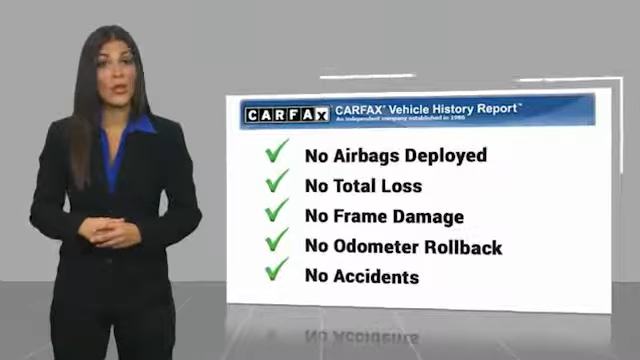 CARFAX CARFAX® Vehicle History Report™
An independent company established in 1986
No Airbags Deployed
No Total Loss
No Frame Damage
No Odometer Rollback
No Accidents